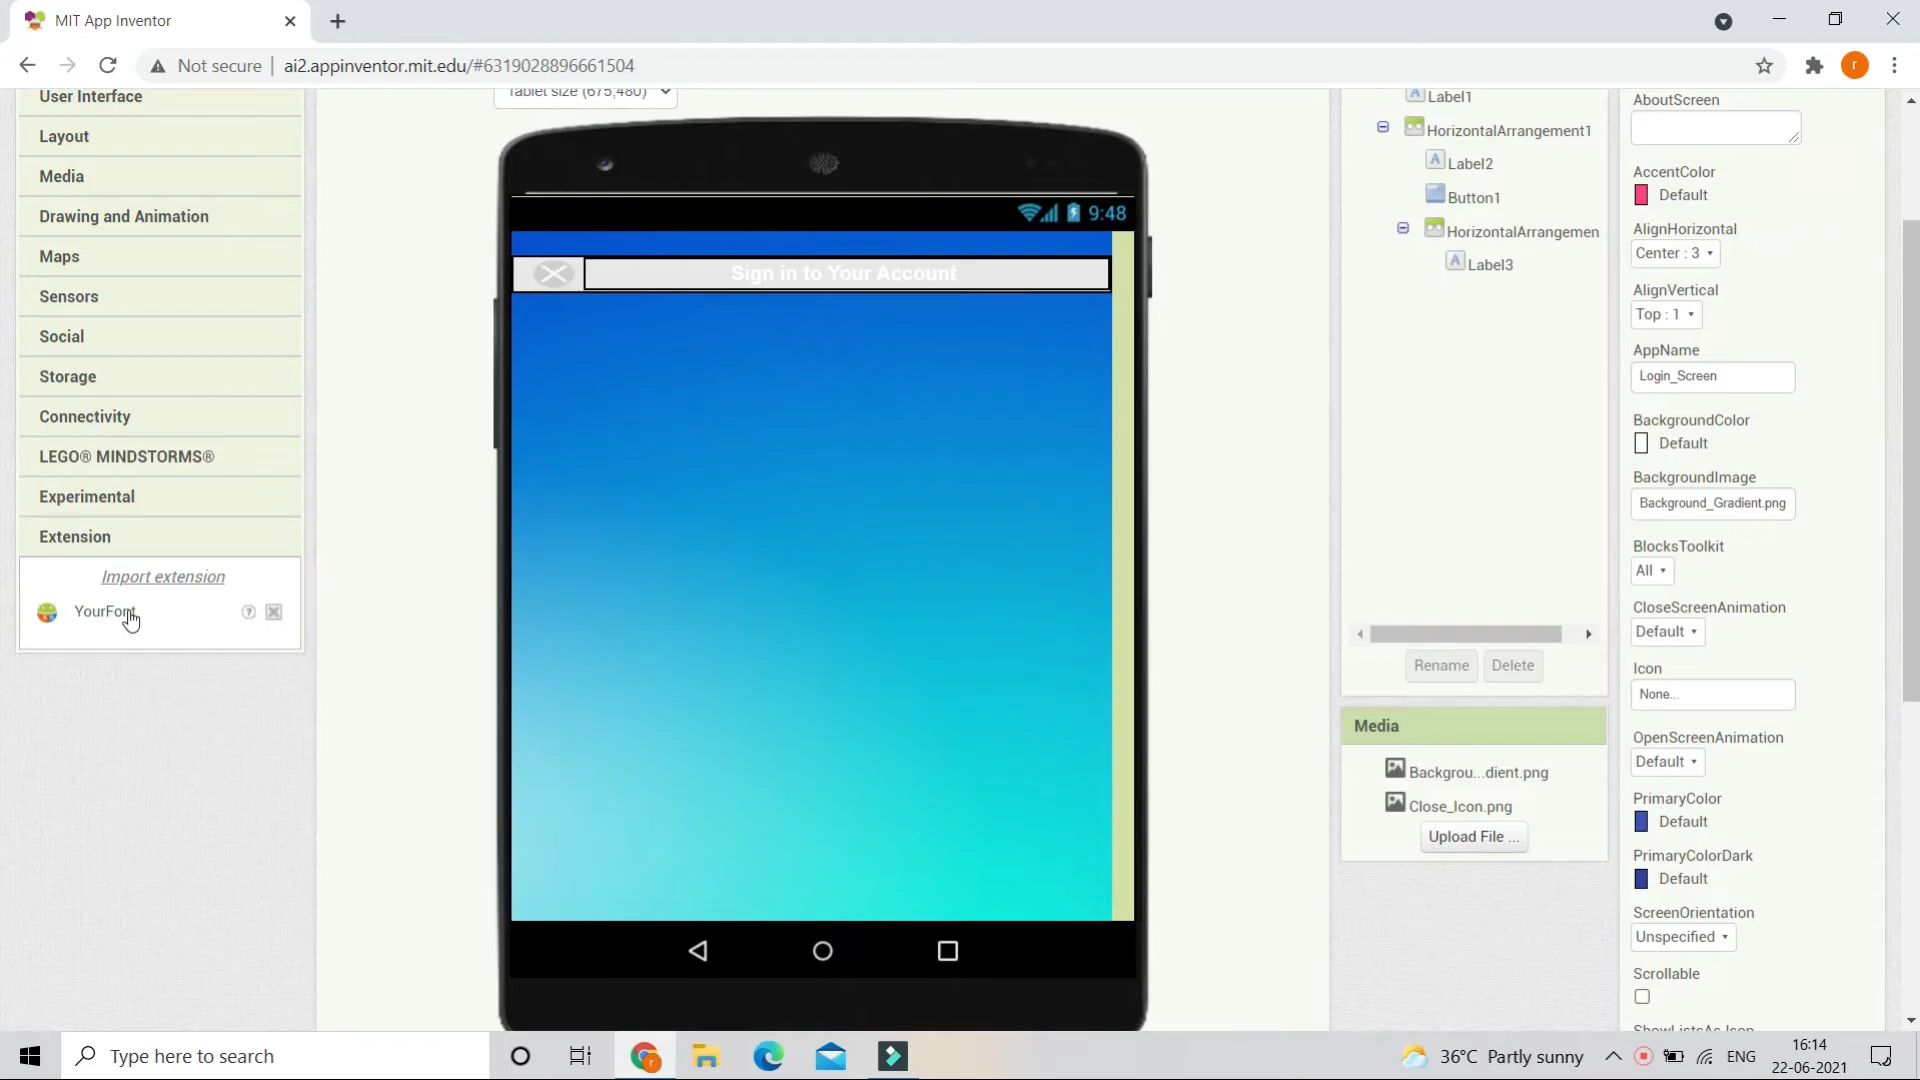 MIT App Inventor
Not secure
ai2.appinventor.mit.edu/#6319028896661504
r
User Interface
Layout
Media
Drawing and Animation
Maps
Sensors
Social
Storage
Connectivity
LEGO® MINDSTORMS®
Experimental
Extension
Import extension
YourFont
Tablet size (675,480)
9:48
Sign in to Your Account
Label1
HorizontalArrangement1
Label2
Button1
HorizontalArrangemen
Label3
Rename
Delete
Media
Backgrou...dient.png
Close_Icon.png
Upload File ...
AboutScreen
AccentColor
Default
AlignHorizontal
Center : 3
AlignVertical
Top : 1
AppName
Login_Screen
BackgroundColor
Default
BackgroundImage
Background_Gradient.png
BlocksToolkit
All
CloseScreenAnimation
Default
Icon
None...
OpenScreenAnimation
Default
PrimaryColor
Default
PrimaryColorDark
Default
ScreenOrientation
Unspecified
Scrollable
ShowListsAsJson
Type here to search
r
36°C Partly sunny
ENG
16:14
22-06-2021